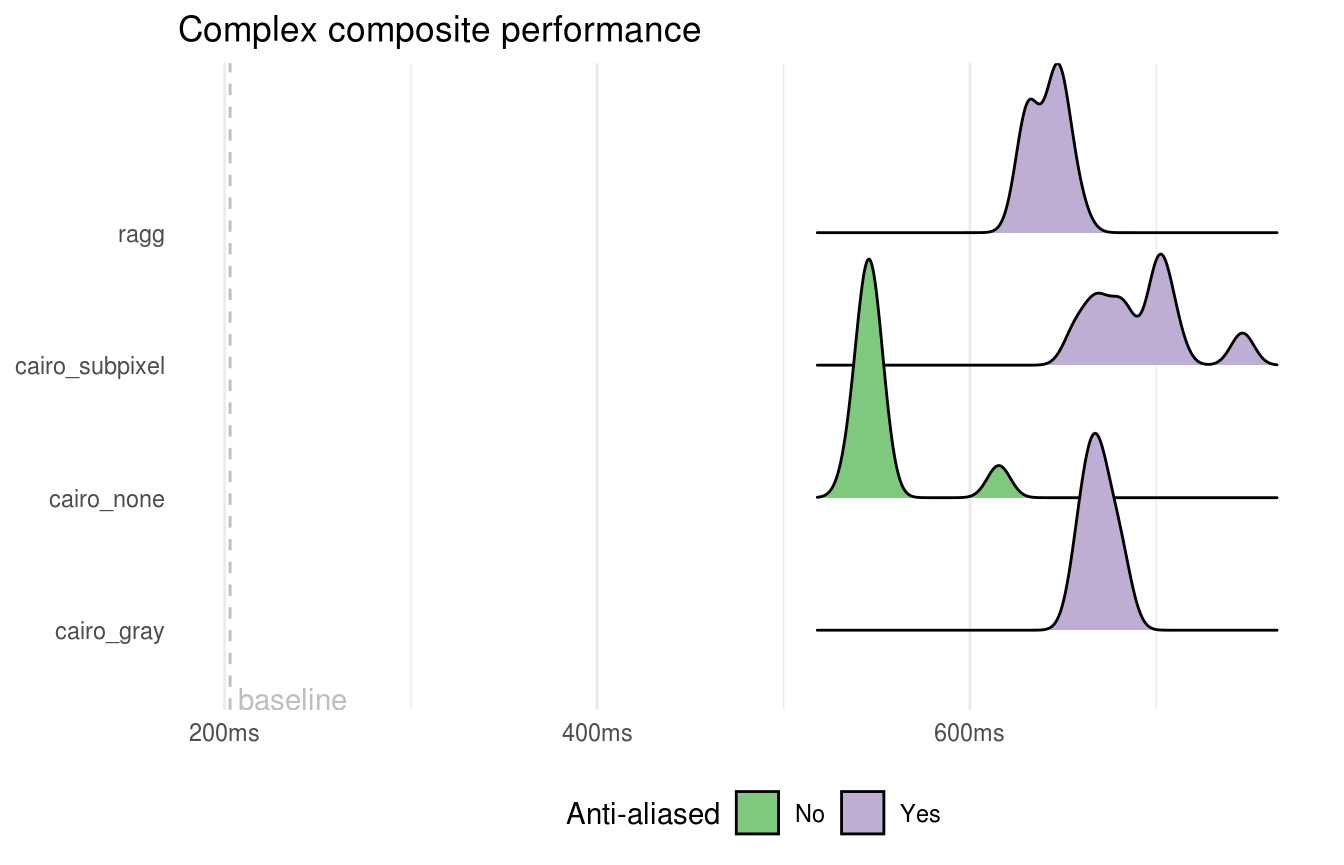 Complex composite performance
ragg
cairo_subpixel
cairo_none
cairo_gray
baseline
200ms 400ms 600ms
Anti-aliased No Yes